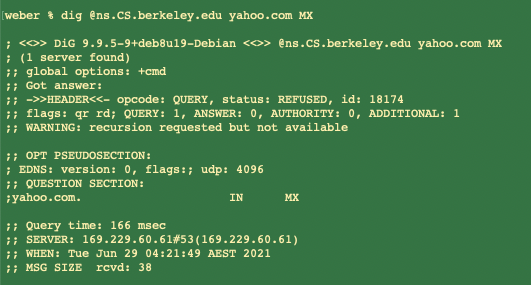 weber % dig @ns.CS.berkeley.edu yahoo.com MX
; <<>> DiG 9.9.5-9+deb8u19-Debian <<>> @ns.CS.berkeley.edu yahoo.com MX
; (1 server found)
;; global options: +cmd
;; Got answer:
;; ->>HEADER<<- opcode: QUERY, status: REFUSED, id: 18174
;; flags: qr rd; QUERY: 1, ANSWER: 0, AUTHORITY: 0, ADDITIONAL: 1
;; WARNING: recursion requested but not available
;; OPT PSEUDOSECTION:
; EDNS: version: 0, flags:; udp: 4096
;; QUESTION SECTION:
;yahoo.com. IN MX
;; Query time: 166 msec
;; SERVER: 169.229.60.61#53(169.229.60.61)
;; WHEN: Tue Jun 29 04:21:49 AEST 2021
;; MSG SIZE rcvd: 38